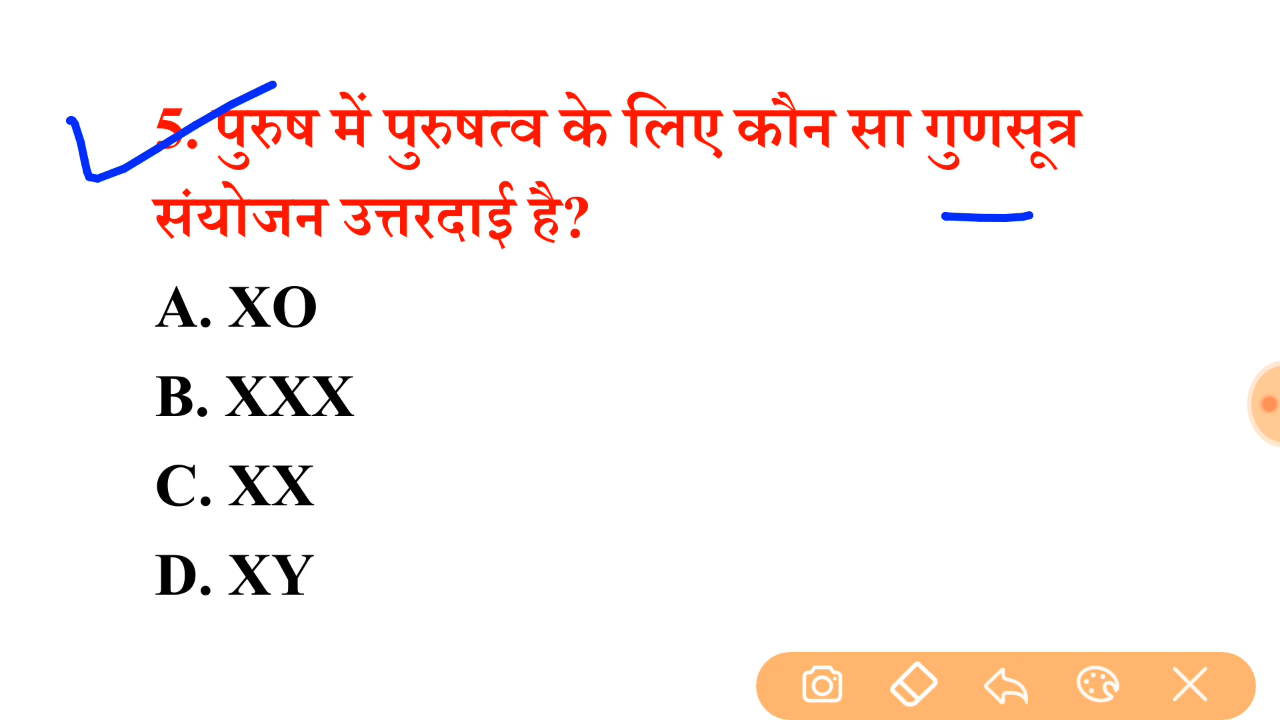 5. पुरुष में पुरुषत्व के लिए कौन सा गुणसूत्र
संयोजन उत्तरदाई है?
A. XO
B. XXX
C. XX
D. XY